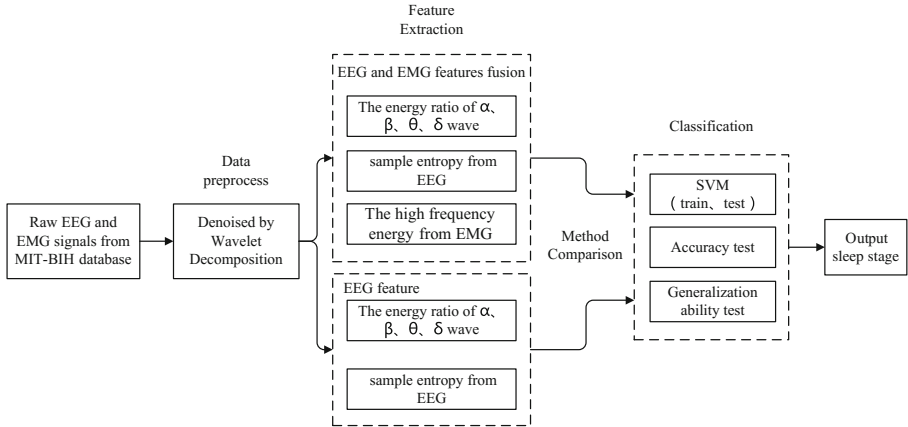 Feature
Extraction
EEG and EMG features fusion
The energy ratio of α、
β、θ、δ wave
sample entropy from
EEG
The high frequency
energy from EMG
Data
preprocess
Raw EEG and
EMG signals from
MIT-BIH database
Denoised by
Wavelet
Decomposition
EEG feature
The energy ratio of α、
β、θ、δ wave
sample entropy from
EEG
Method
Comparison
Classification
SVM
（train、test）
Accuracy test
Generalization
ability test
Output
sleep stage